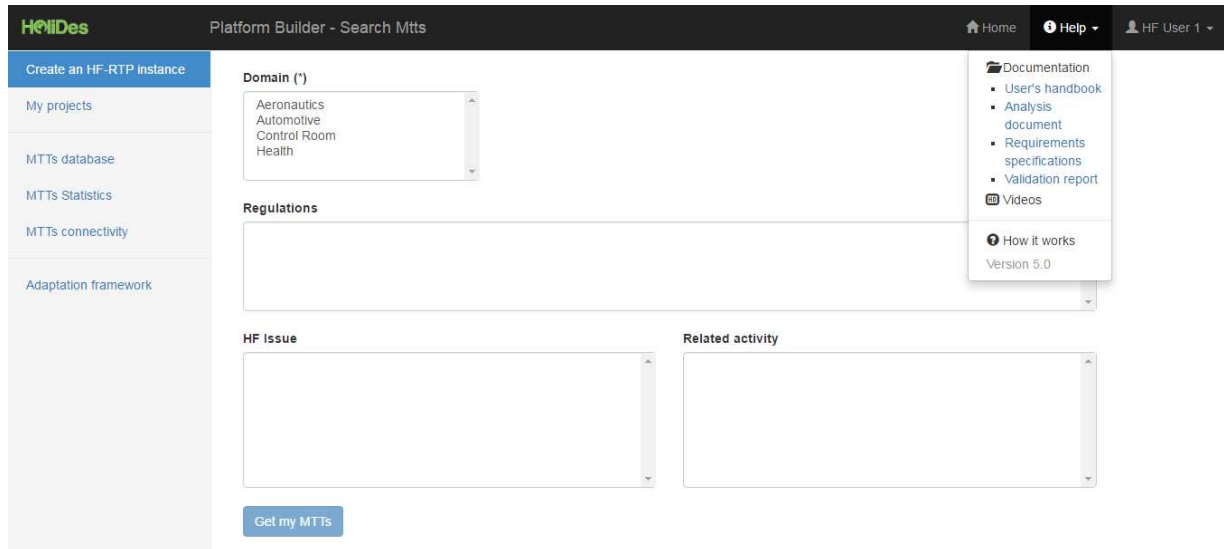 HOliDes
Platform Builder - Search Mtts
Home
Help
HF User 1
Create an HF-RTP instance
My projects
MTTs database
MTTs Statistics
MTTs connectivity
Adaptation framework
Domain (*)
Aeronautics
Automotive
Control Room
Health
Regulations
HF Issue
Related activity
Get my MTTs
Documentation
User's handbook
Analysis
document
Requirements
specifications
Validation report
HD Videos
How it works
Version 5.0